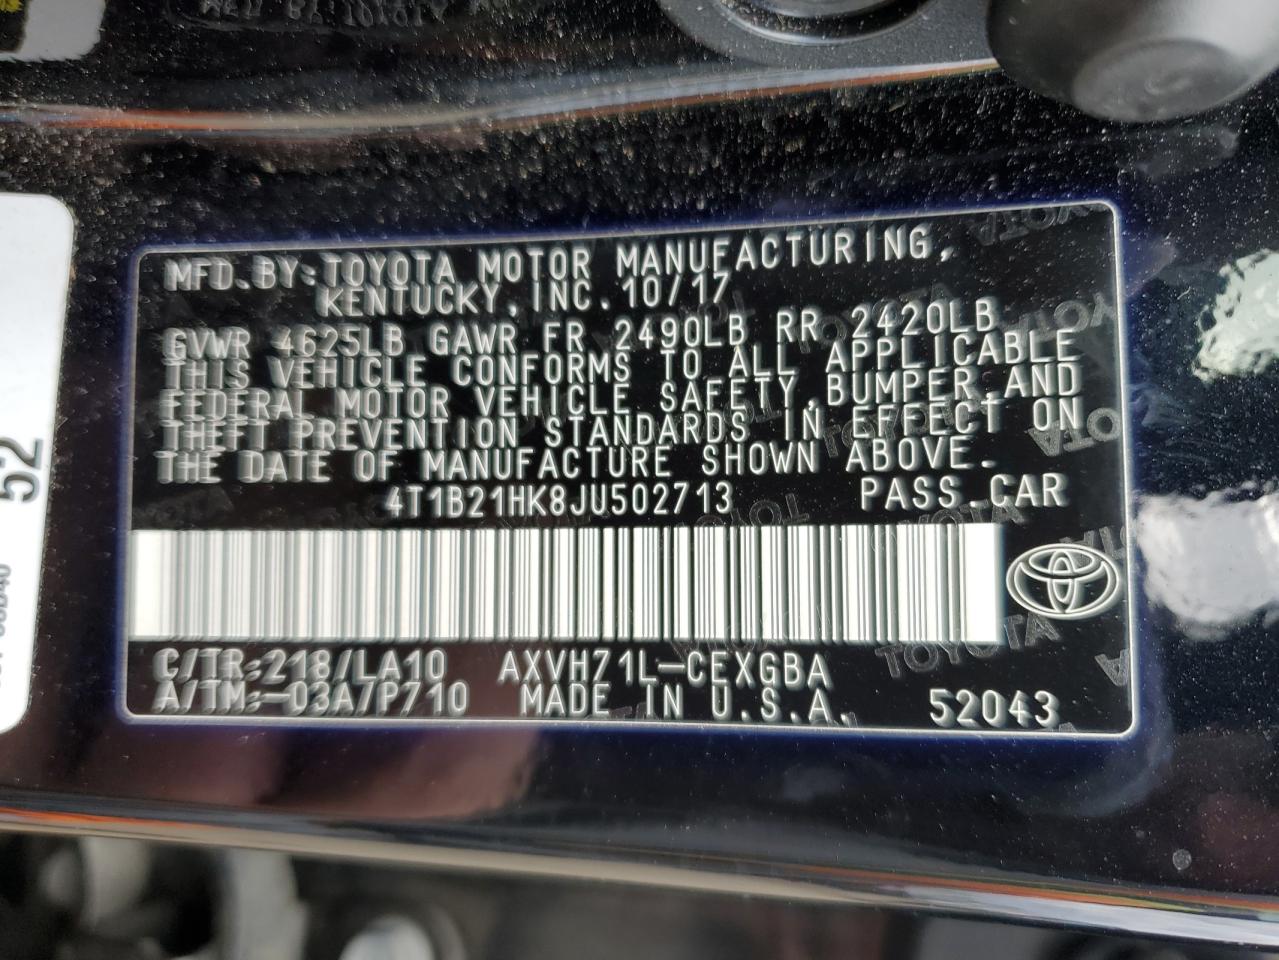 MFD. BY: TOYOTA MOTOR MANUFACTURING,
KENTUCKY, INC. 10/17
GVWR 4625LB GAWR FR 2490LB RR 2420LB
THIS VEHICLE CONFORMS TO ALL APPLICABLE
FEDERAL MOTOR VEHICLE SAFETY, BUMPER, AND
THEFT PREVENTION STANDARDS IN EFFECT ON
THE DATE OF MANUFACTURE SHOWN ABOVE.
4T1B21HK8JU502713 PASS. CAR
C/TR: 218/LA10 AXVH71L-CEXGBA
A/TM: -03A/P710 MADE IN U.S.A. 52043
52